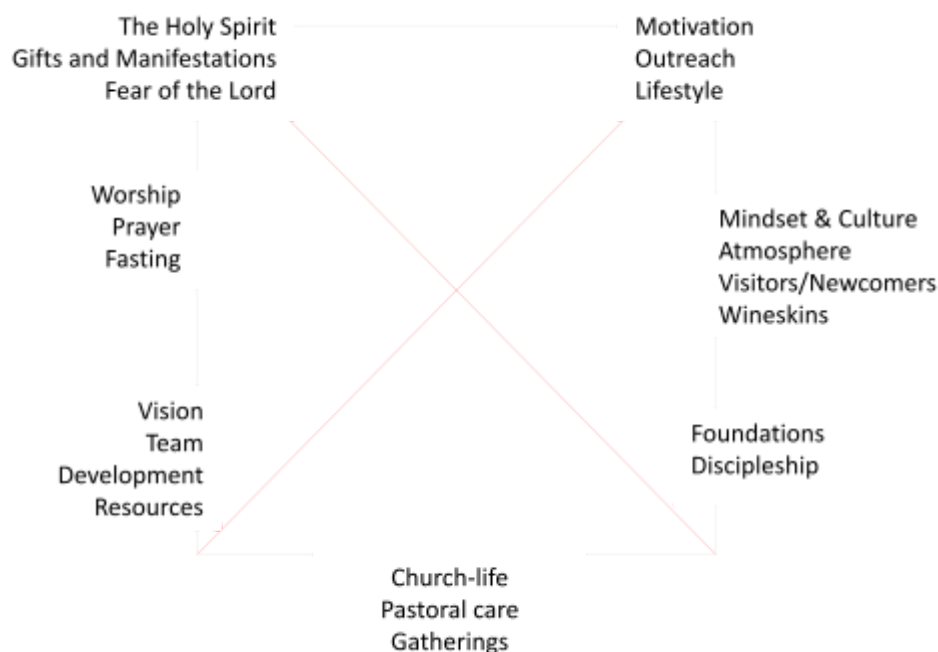 The Holy Spirit
Gifts and Manifestations
Fear of the Lord
Motivation
Outreach
Lifestyle
Worship
Prayer
Fasting
Mindset & Culture
Atmosphere
Visitors/Newcomers
Wineskins
Vision
Team
Development
Resources
Foundations
Discipleship
Church-life
Pastoral care
Gatherings